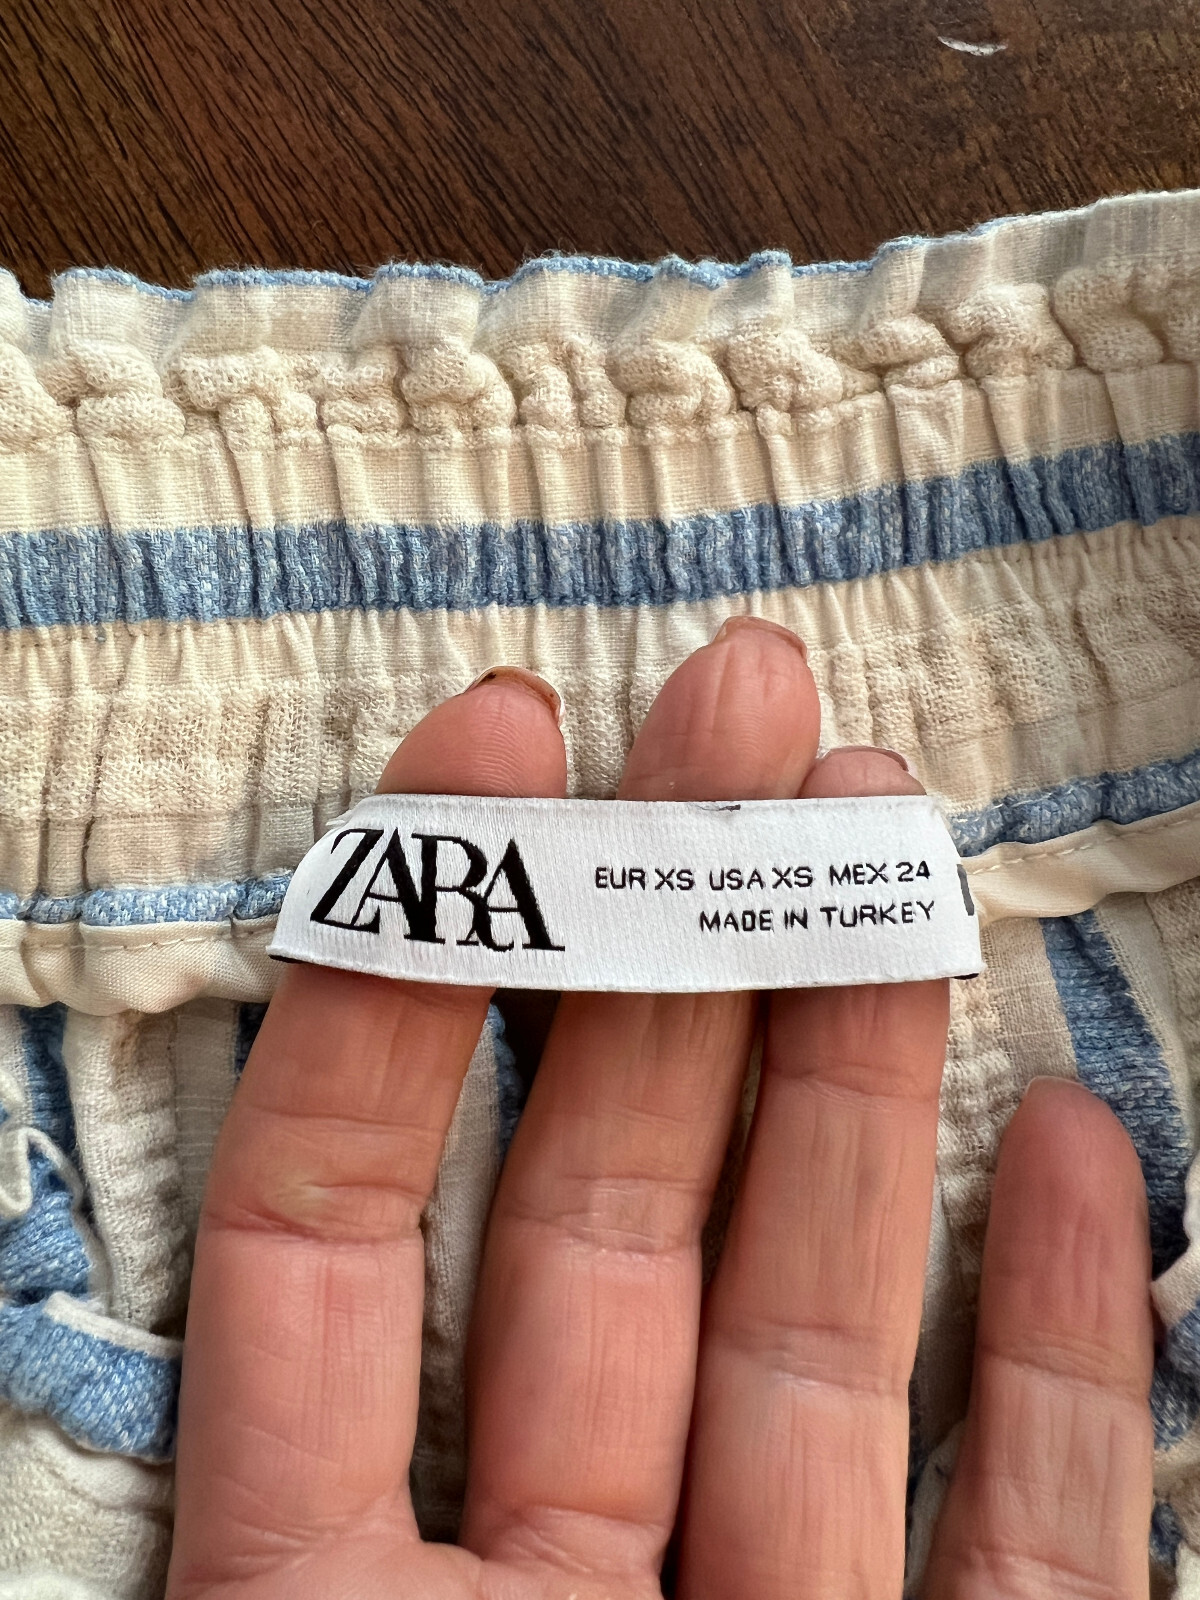 ZARA
EUR XS USA XS MEX 24
MADE IN TURKEY